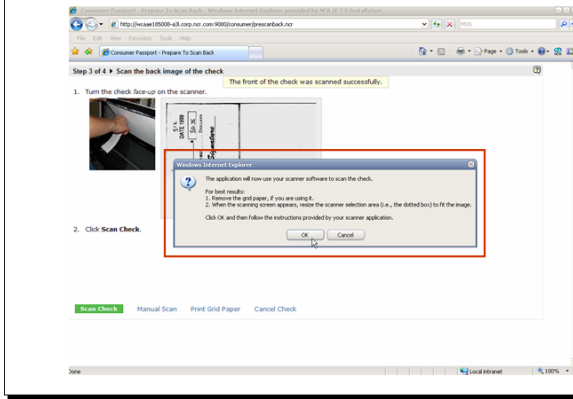 Consumer Passport - Prepare To Scan Back - Windows Internet Explorer provided by NCR IE 7.0 Installation
http://wcaae185008-a3l.corp.ncr.com:9080/consumer/prescanback.ncr
MSN
File Edit View Favorites Tools Help
Consumer Passport - Prepare To Scan Back
Page Tools
Step 3 of 4 Scan the back image of the check
The front of the check was scanned successfully.
1. Turn the check face-up on the scanner.
DATE
Signature
Windows Internet Explorer
The application will now use your scanner software to scan the check.
For best results:
1. Remove the grid paper, if you are using it.
2. When the scanning screen appears, resize the scanner selection area (i.e., the dotted box) to fit the image.
Click OK and then follow the instructions provided by your scanner application.
OK Cancel
2. Click Scan Check.
Scan Check Manual Scan Print Grid Paper Cancel Check
Done Local intranet 100%